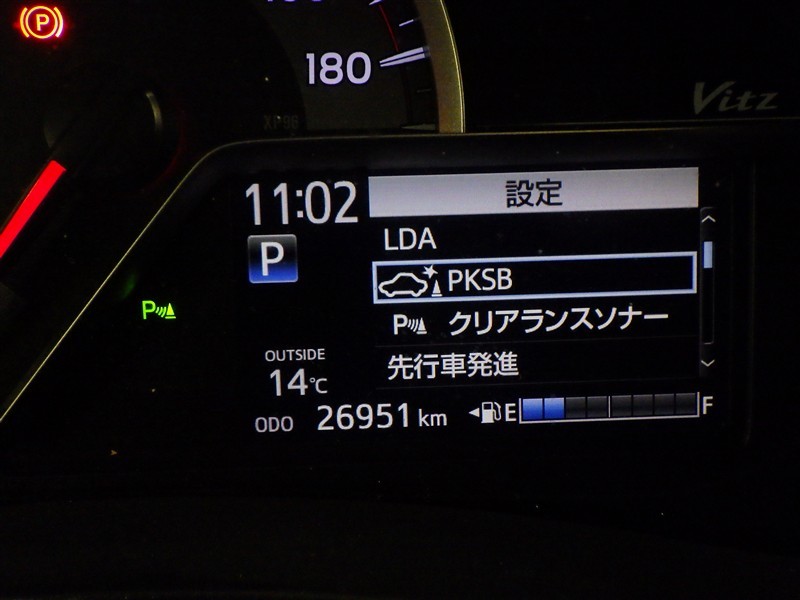 P
180
Vitz
11:02
設定
P
LDA
PKSB
P
P クリアランスソナー
OUTSIDE
14℃
先行車発進
ODO 26951 km
E F